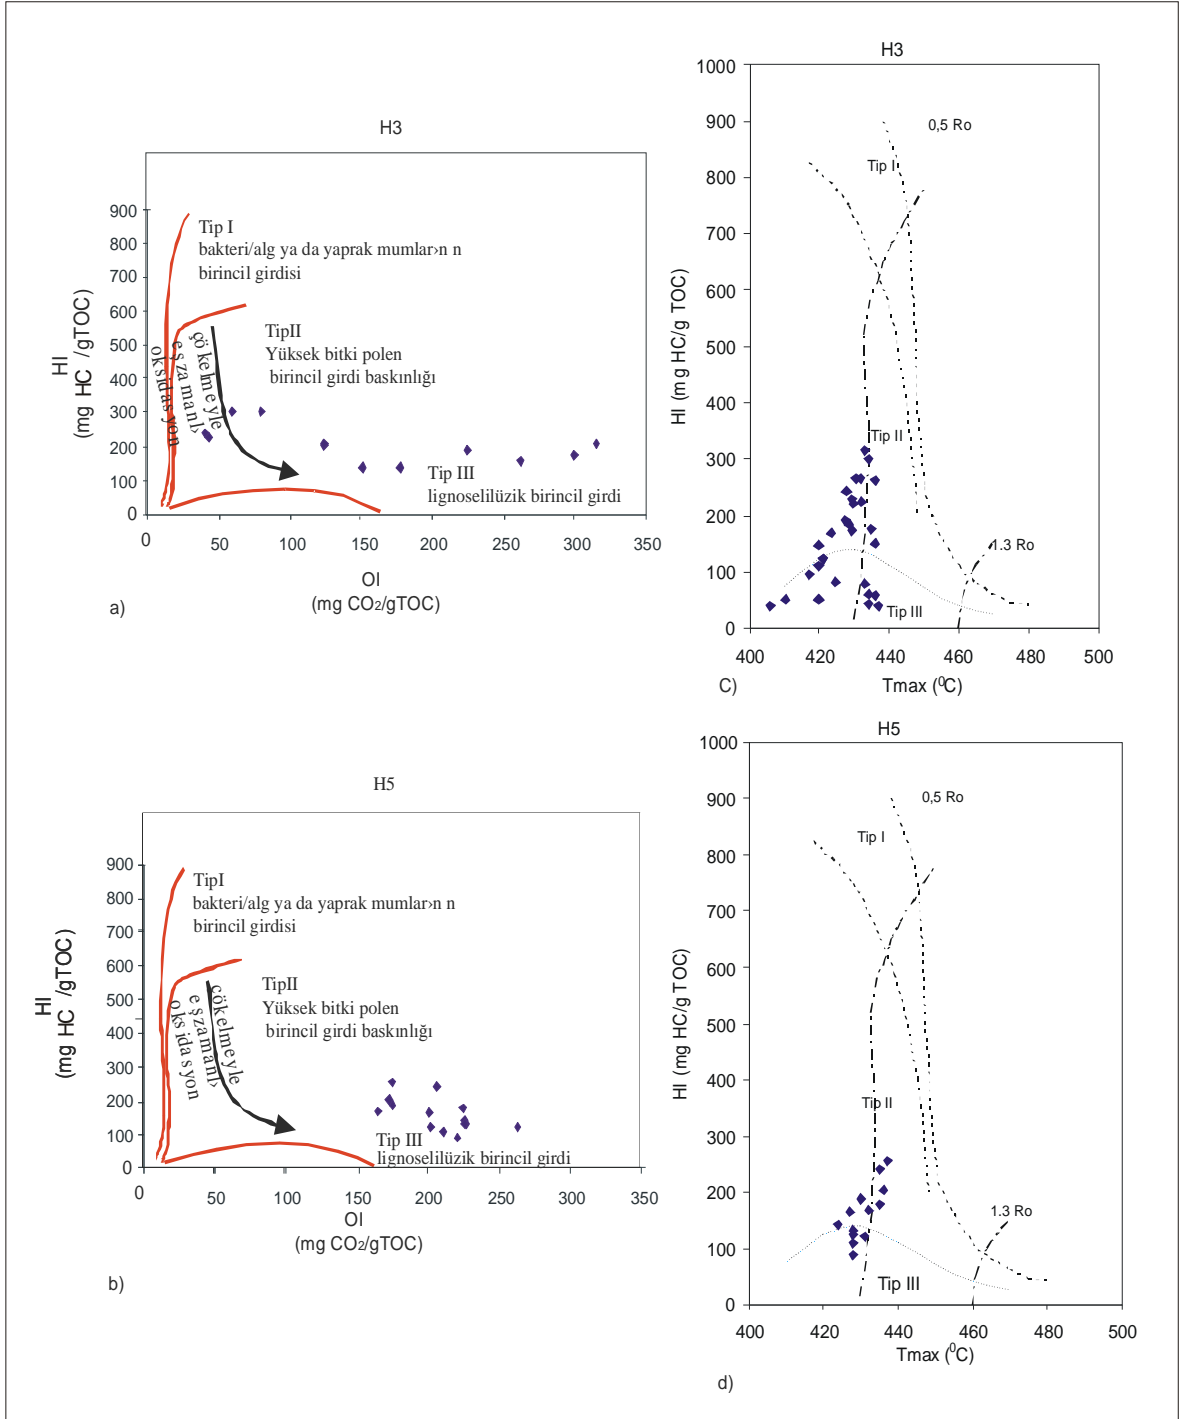 H3
900
800
700
600
500
400
300
200
100
0
0
50
100
150
200
250
300
350
HI
(mg HC /gTOC)
OI
(mg CO2/gTOC)
Tip I
bakteri/alg ya da yaprak mumlar›n n
birincil girdisi
TipII
Yüksek bitki polen
birincil girdi baskınlığı
çökelmeyle
eşzamanl›
oksidasyon
Tip III
lignoselilüzik birincil girdi
a)
H3
1000
900
800
700
600
500
400
300
200
100
0
400
420
440
460
480
500
HI (mg HC/g TOC)
Tmax (⁰C)
0,5 Ro
Tip I
Tip II
1.3 Ro
Tip III
C)
H5
900
800
700
600
500
400
300
200
100
0
0
50
100
150
200
250
300
350
HI
(mg HC /gTOC)
OI
(mg CO2/gTOC)
TipI
bakteri/alg ya da yaprak mumlar›n n
birincil girdisi
TipII
Yüksek bitki polen
birincil girdi baskınlığı
çökelmeyle
eşzamanl›
oksidasyon
Tip III
lignoselilüzik birincil girdi
b)
H5
1000
900
800
700
600
500
400
300
200
100
0
400
420
440
460
480
500
HI (mg HC/g TOC)
Tmax (⁰C)
0,5 Ro
Tip I
Tip II
1.3 Ro
Tip III
d)